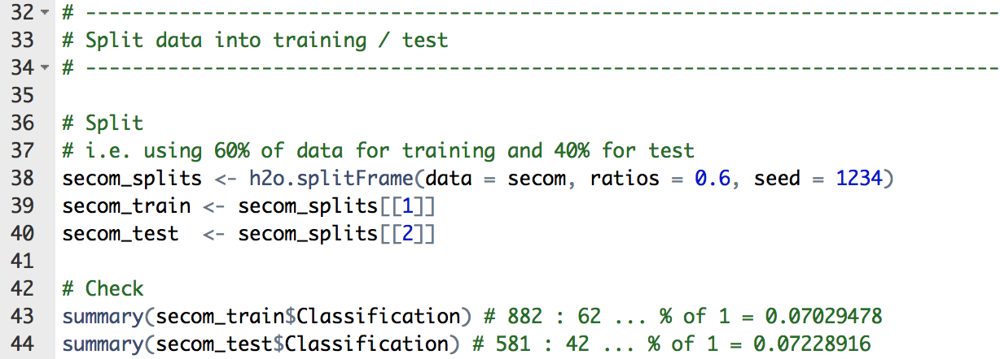 32 # ------------------------------------------------------------------------------
33 # Split data into training / test
34 # ------------------------------------------------------------------------------
35
36 # Split
37 # i.e. using 60% of data for training and 40% for test
38 secom_splits <- h2o.splitFrame(data = secom, ratios = 0.6, seed = 1234)
39 secom_train <- secom_splits[[1]]
40 secom_test  <- secom_splits[[2]]
41
42 # Check
43 summary(secom_train$Classification) # 882 : 62 ... % of 1 = 0.07029478
44 summary(secom_test$Classification) # 581 : 42 ... % of 1 = 0.07228916